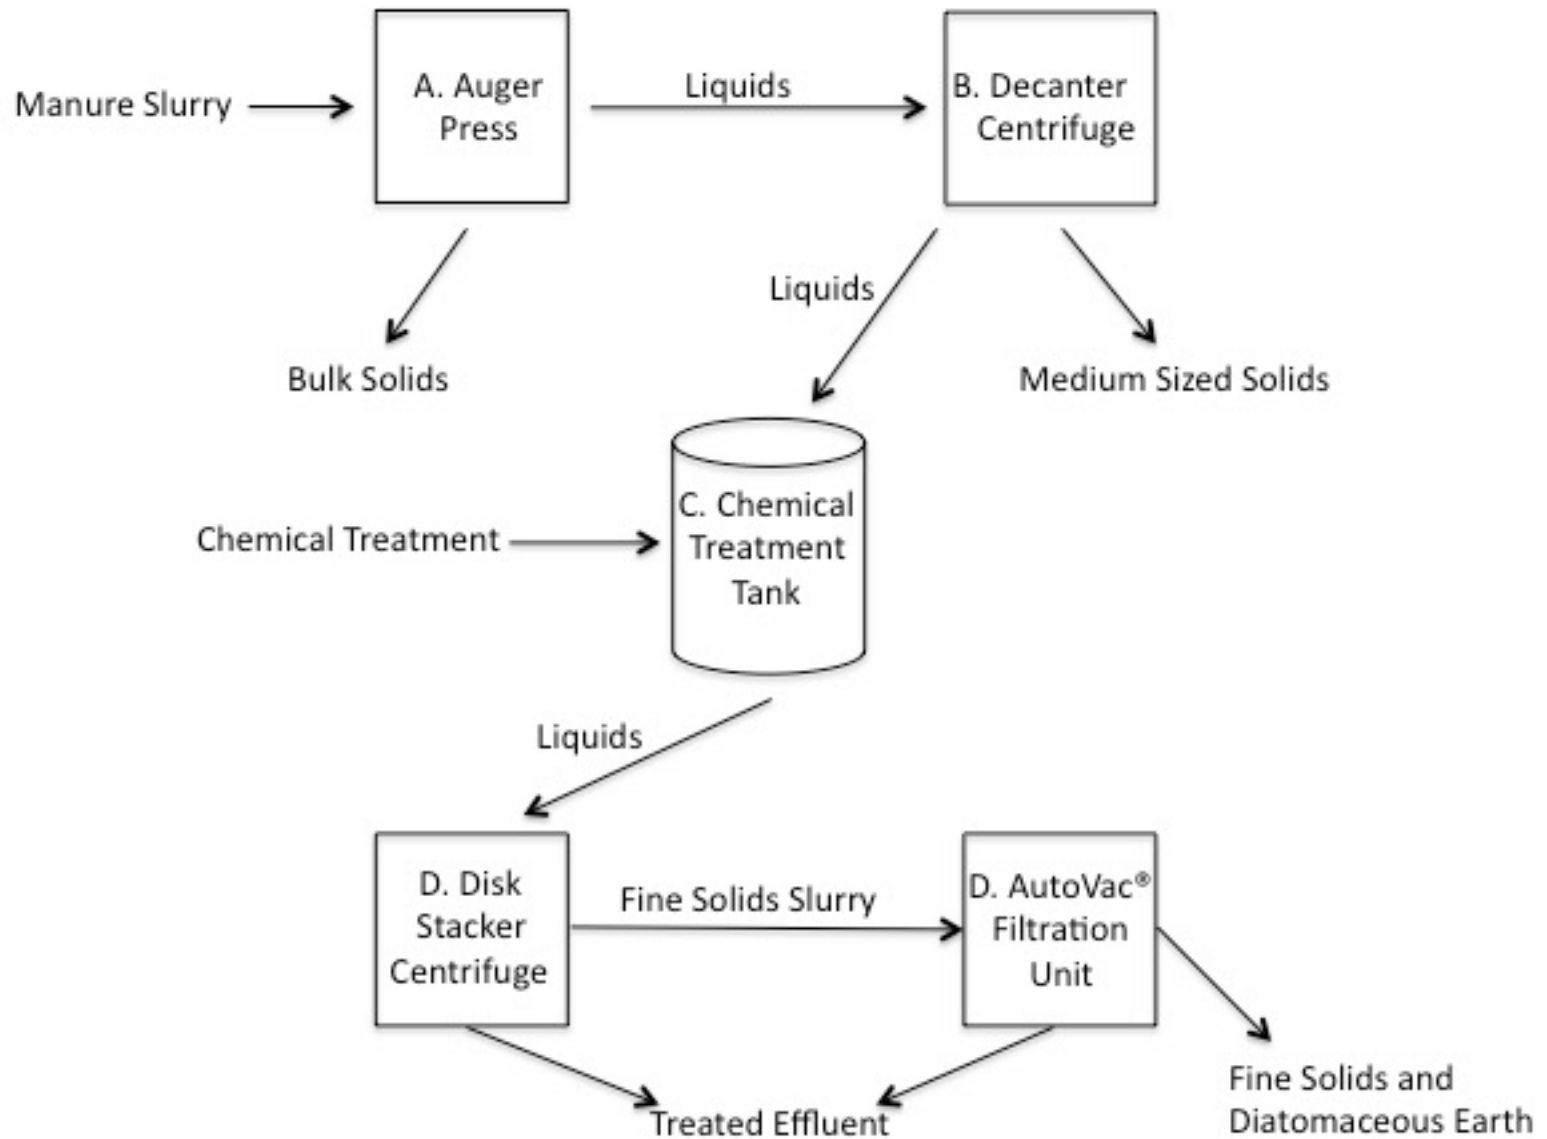 Manure Slurry
A. Auger
Press
Liquids
B. Decanter
Centrifuge
Liquids
Bulk Solids
Medium Sized Solids
C. Chemical
Treatment
Tank
Chemical Treatment
Liquids
D. Disk
Stacker
Centrifuge
Fine Solids Slurry
D. AutoVac®
Filtration
Unit
Treated Effluent
Fine Solids and
Diatomaceous Earth